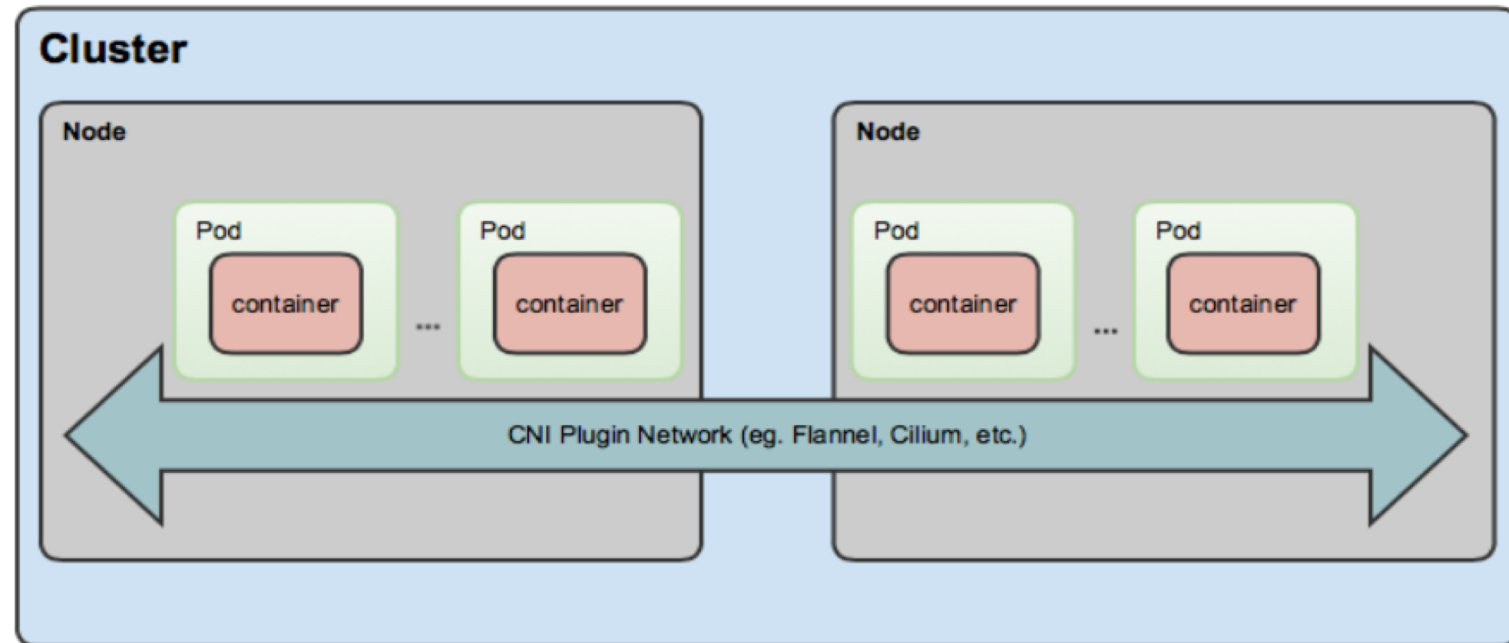 Cluster
Node
Node
Pod
Pod
Pod
Pod
container
container
container
container
...
...
CNI Plugin Network (eg. Flannel, Cilium, etc.)